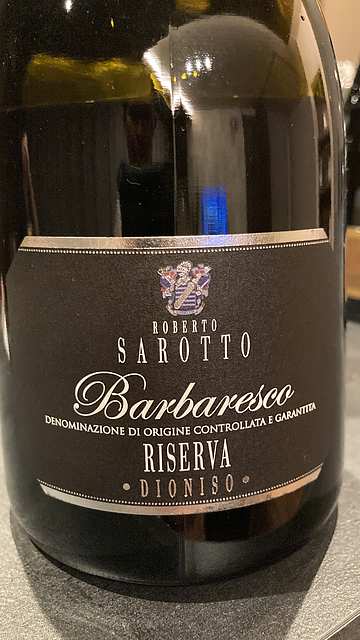 ROBERTO
SAROTTO
Barbaresco
DENOMINAZIONE DI ORIGINE CONTROLLATA E GARANTITA
RISERVA
• DIONISO •